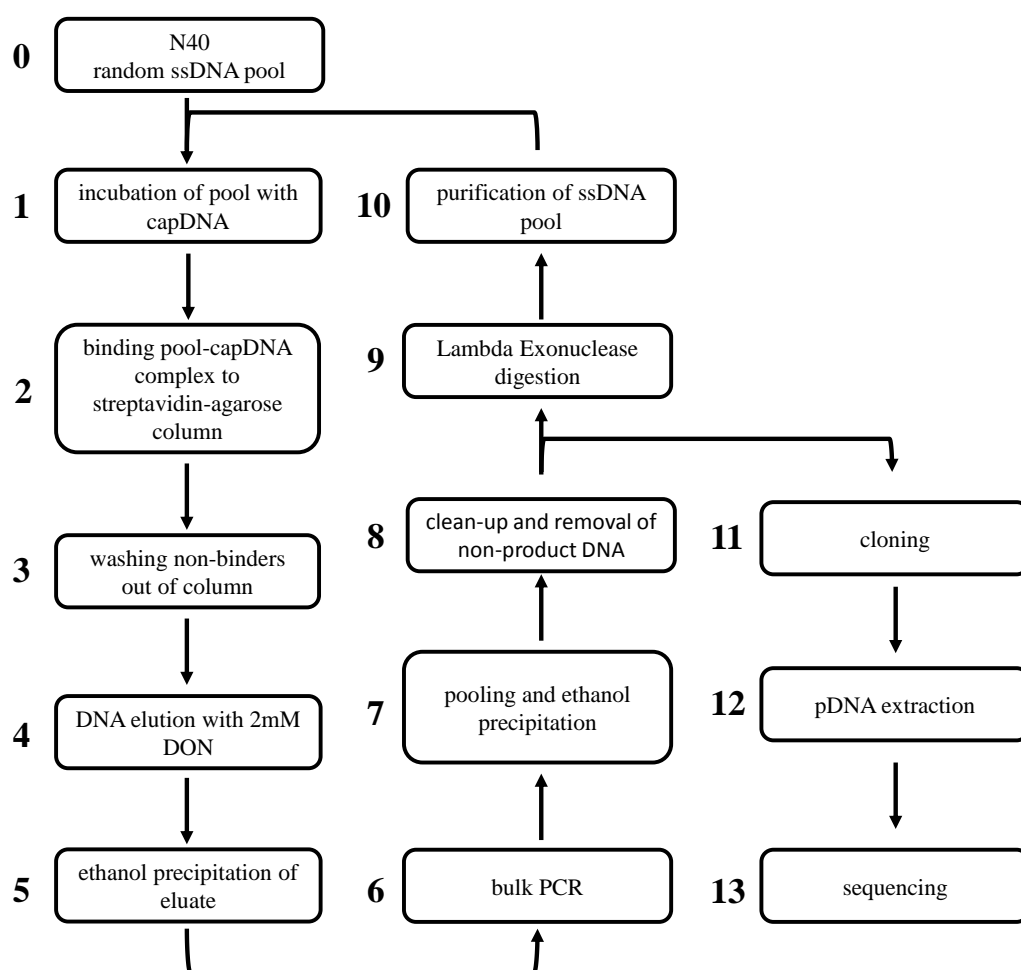 0
N40
random ssDNA pool
1
incubation of pool with
capDNA
2
binding pool-capDNA
complex to
streptavidin-agarose
column
3
washing non-binders
out of column
4
DNA elution with 2mM
DON
5
ethanol precipitation of
eluate
6
bulk PCR
7
pooling and ethanol
precipitation
8
clean-up and removal of
non-product DNA
9
Lambda Exonuclease
digestion
10
purification of ssDNA
pool
11
cloning
12
pDNA extraction
13
sequencing